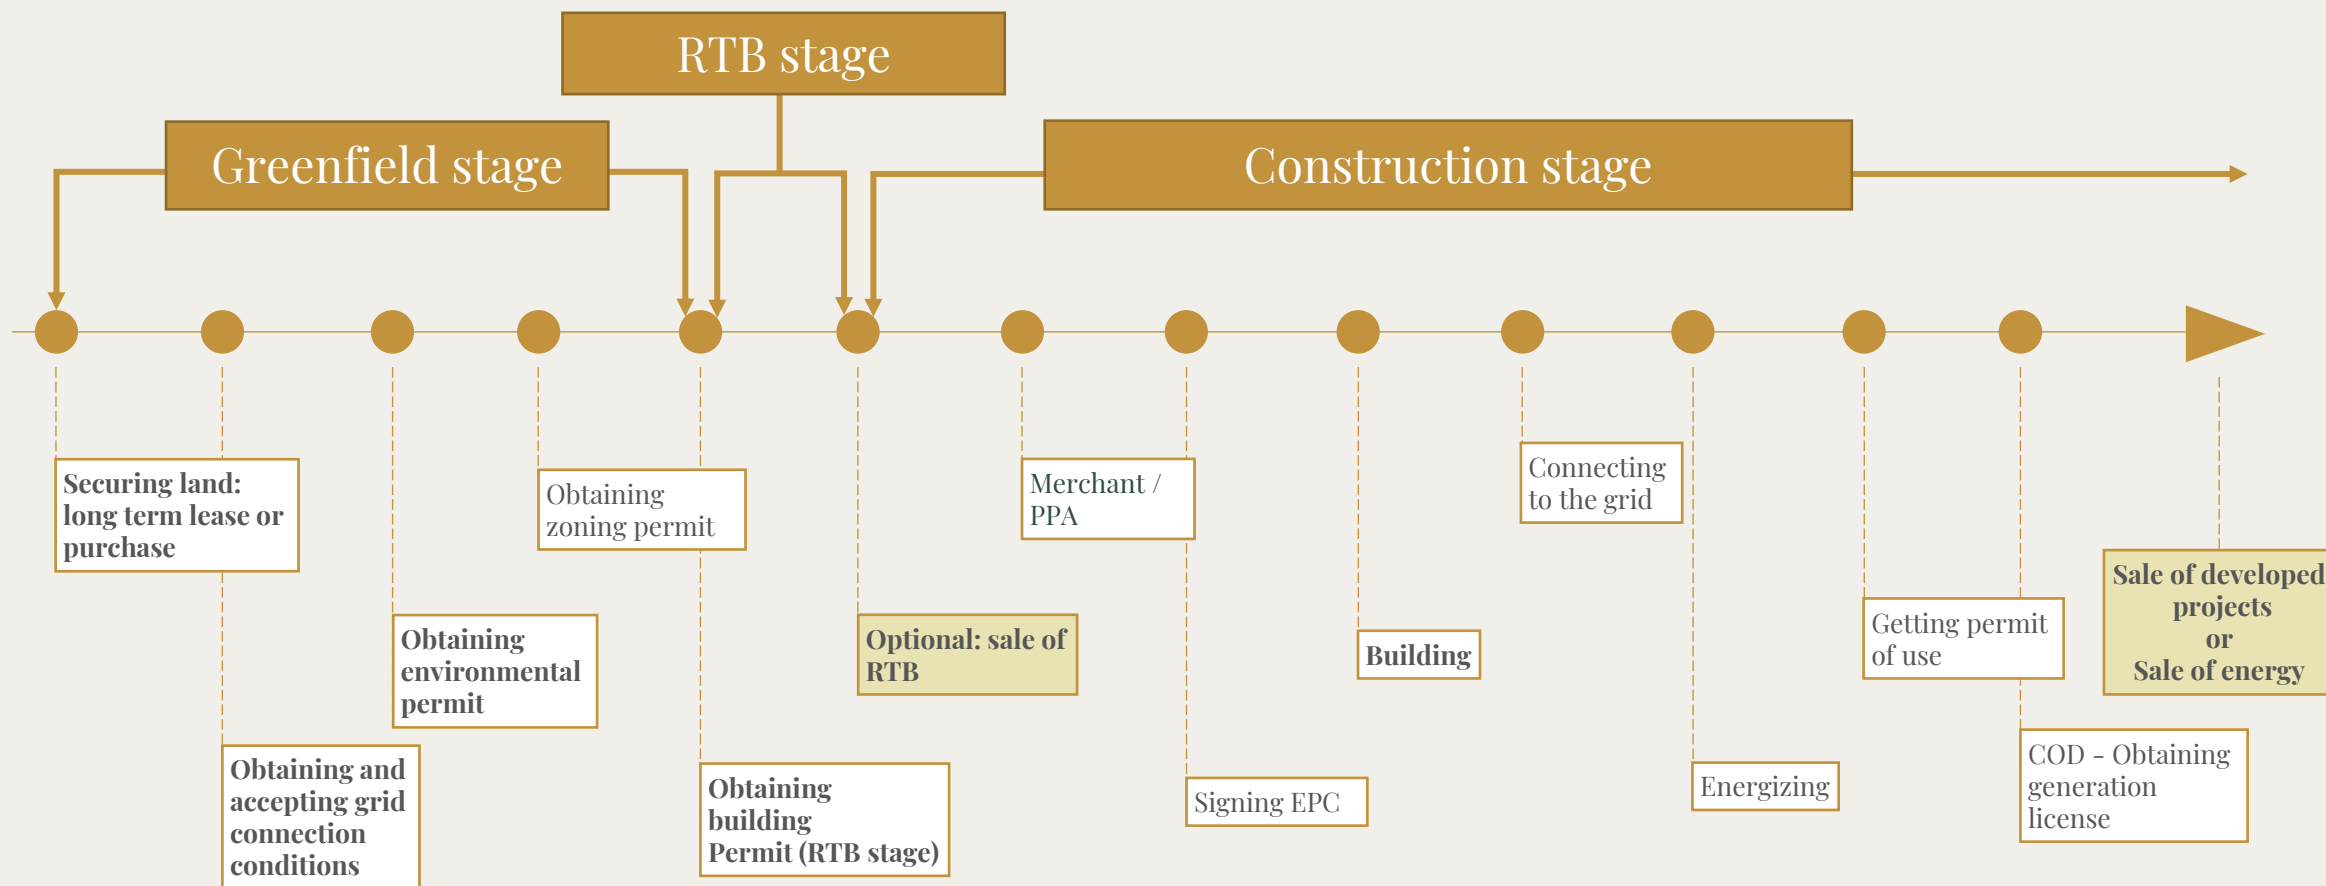 RTB stage
Greenfield stage
Construction stage
Securing land:
long term lease or
purchase
Obtaining and
accepting grid
connection
conditions
Obtaining
environmental
permit
Obtaining
zoning permit
Obtaining
building
Permit (RTB stage)
Optional: sale of
RTB
Merchant /
PPA
Signing EPC
Building
Connecting
to the grid
Energizing
Getting permit
of use
COD - Obtaining
generation
license
Sale of developed
projects
or
Sale of energy